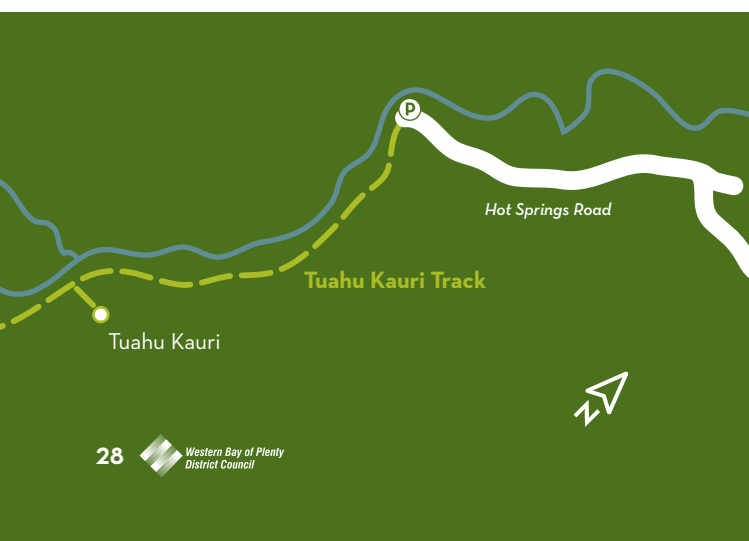 P
Hot Springs Road
Tuahu Kauri Track
Tuahu Kauri
N
28
Western Bay of Plenty
District Council